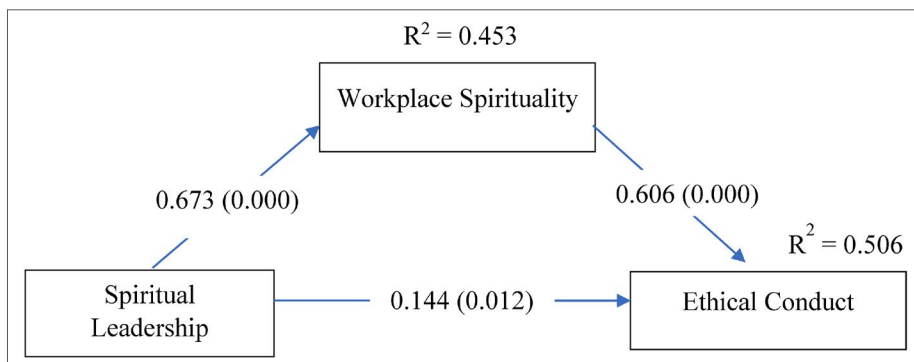 R² = 0.453
Workplace Spirituality
0.673 (0.000)
0.606 (0.000)
R² = 0.506
Spiritual
Leadership
0.144 (0.012)
Ethical Conduct